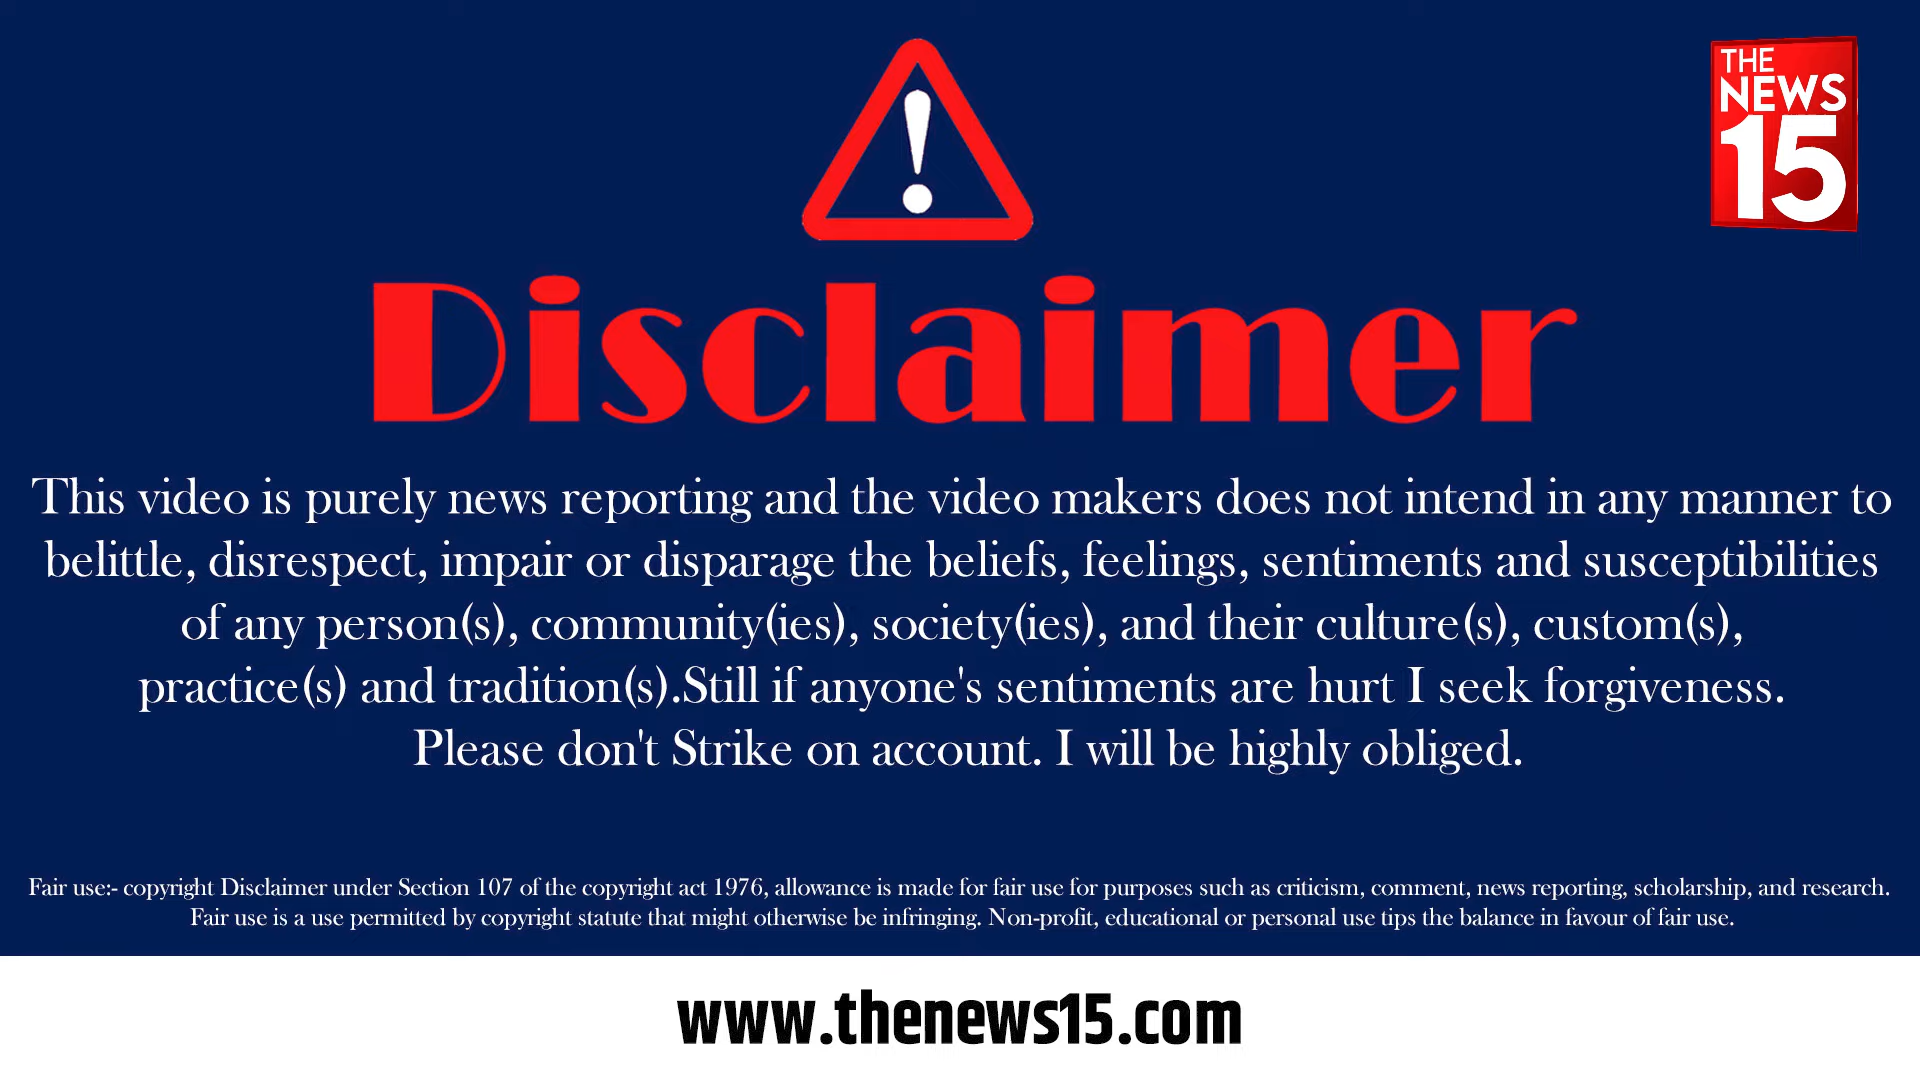 THE
NEWS
15
Disclaimer
This video is purely news reporting and the video makers does not intend in any manner to
belittle, disrespect, impair or disparage the beliefs, feelings, sentiments and susceptibilities
of any person(s), community(ies), society(ies), and their culture(s), custom(s),
practice(s) and tradition(s).Still if anyone's sentiments are hurt I seek forgiveness.
Please don't Strike on account. I will be highly obliged.
Fair use:- copyright Disclaimer under Section 107 of the copyright act 1976, allowance is made for fair use for purposes such as criticism, comment, news reporting, scholarship, and research.
Fair use is a use permitted by copyright statute that might otherwise be infringing. Non-profit, educational or personal use tips the balance in favour of fair use.
www.thenews15.com